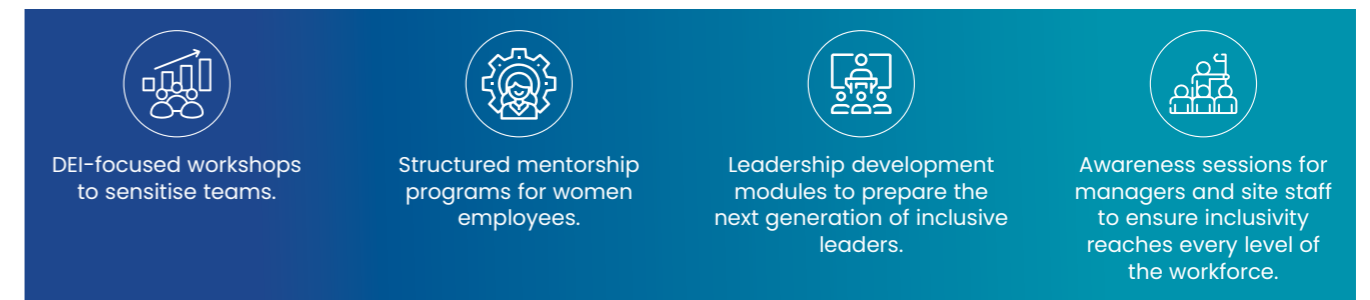 DEI-focused workshops
to sensitise teams.
Structured mentorship
programs for women
employees.
Leadership development
modules to prepare the
next generation of inclusive
leaders.
Awareness sessions for
managers and site staff
to ensure inclusivity
reaches every level of
the workforce.